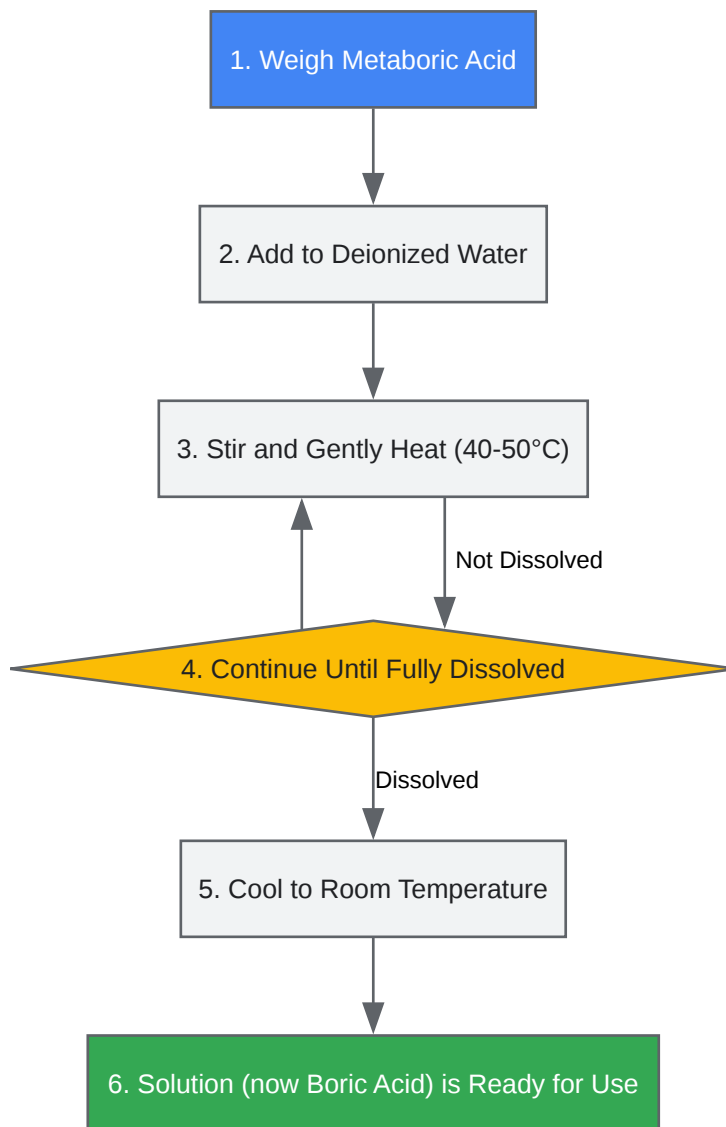 1. Weigh Metaboric Acid
2. Add to Deionized Water
3. Stir and Gently Heat (40-50°C)
Not Dissolved
4. Continue Until Fully Dissolved
Dissolved
5. Cool to Room Temperature
6. Solution (now Boric Acid) is Ready for Use